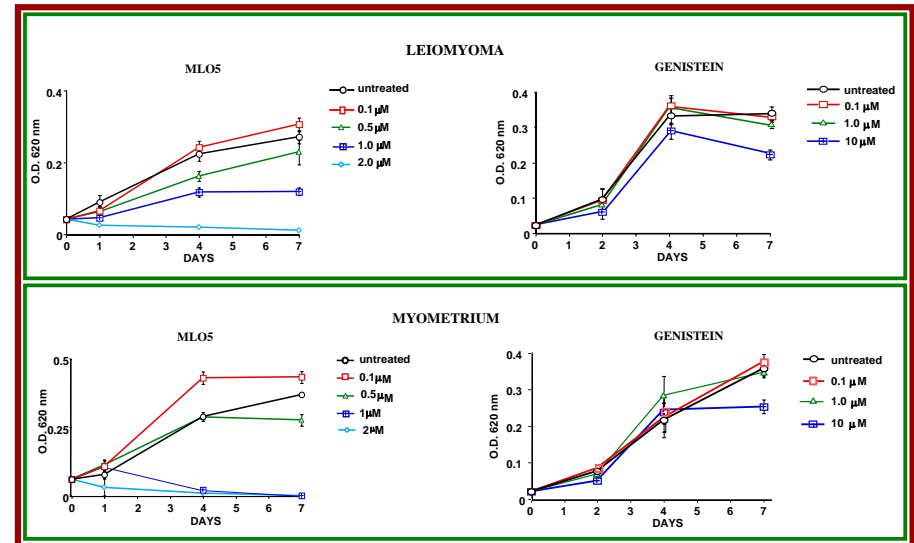 LEIOMYOMA
MLO5
0.4
0.2
0
O.D. 620 nm
0 1 2 3 4 5 6 7
DAYS
untreated
0.1 µM
0.5µM
1.0 µM
2.0 µM
GENISTEIN
0.4
0.3
0.2
0.1
0
O.D. 620 nm
0 1 2 3 4 5 6 7
DAYS
untreated
0.1 µM
1.0 µM
10 µM
MYOMETRIUM
MLO5
0.5
0.25
0
O.D. 620 nm
0 1 2 3 4 5 6 7
DAYS
untreated
0.1µM
0.5µM
1µM
2µM
GENISTEIN
0.4
0.3
0.2
0.1
0
O.D. 620 nm
0 1 2 3 4 5 6 7
DAYS
untreated
0.1 µM
1.0 µM
10 µM